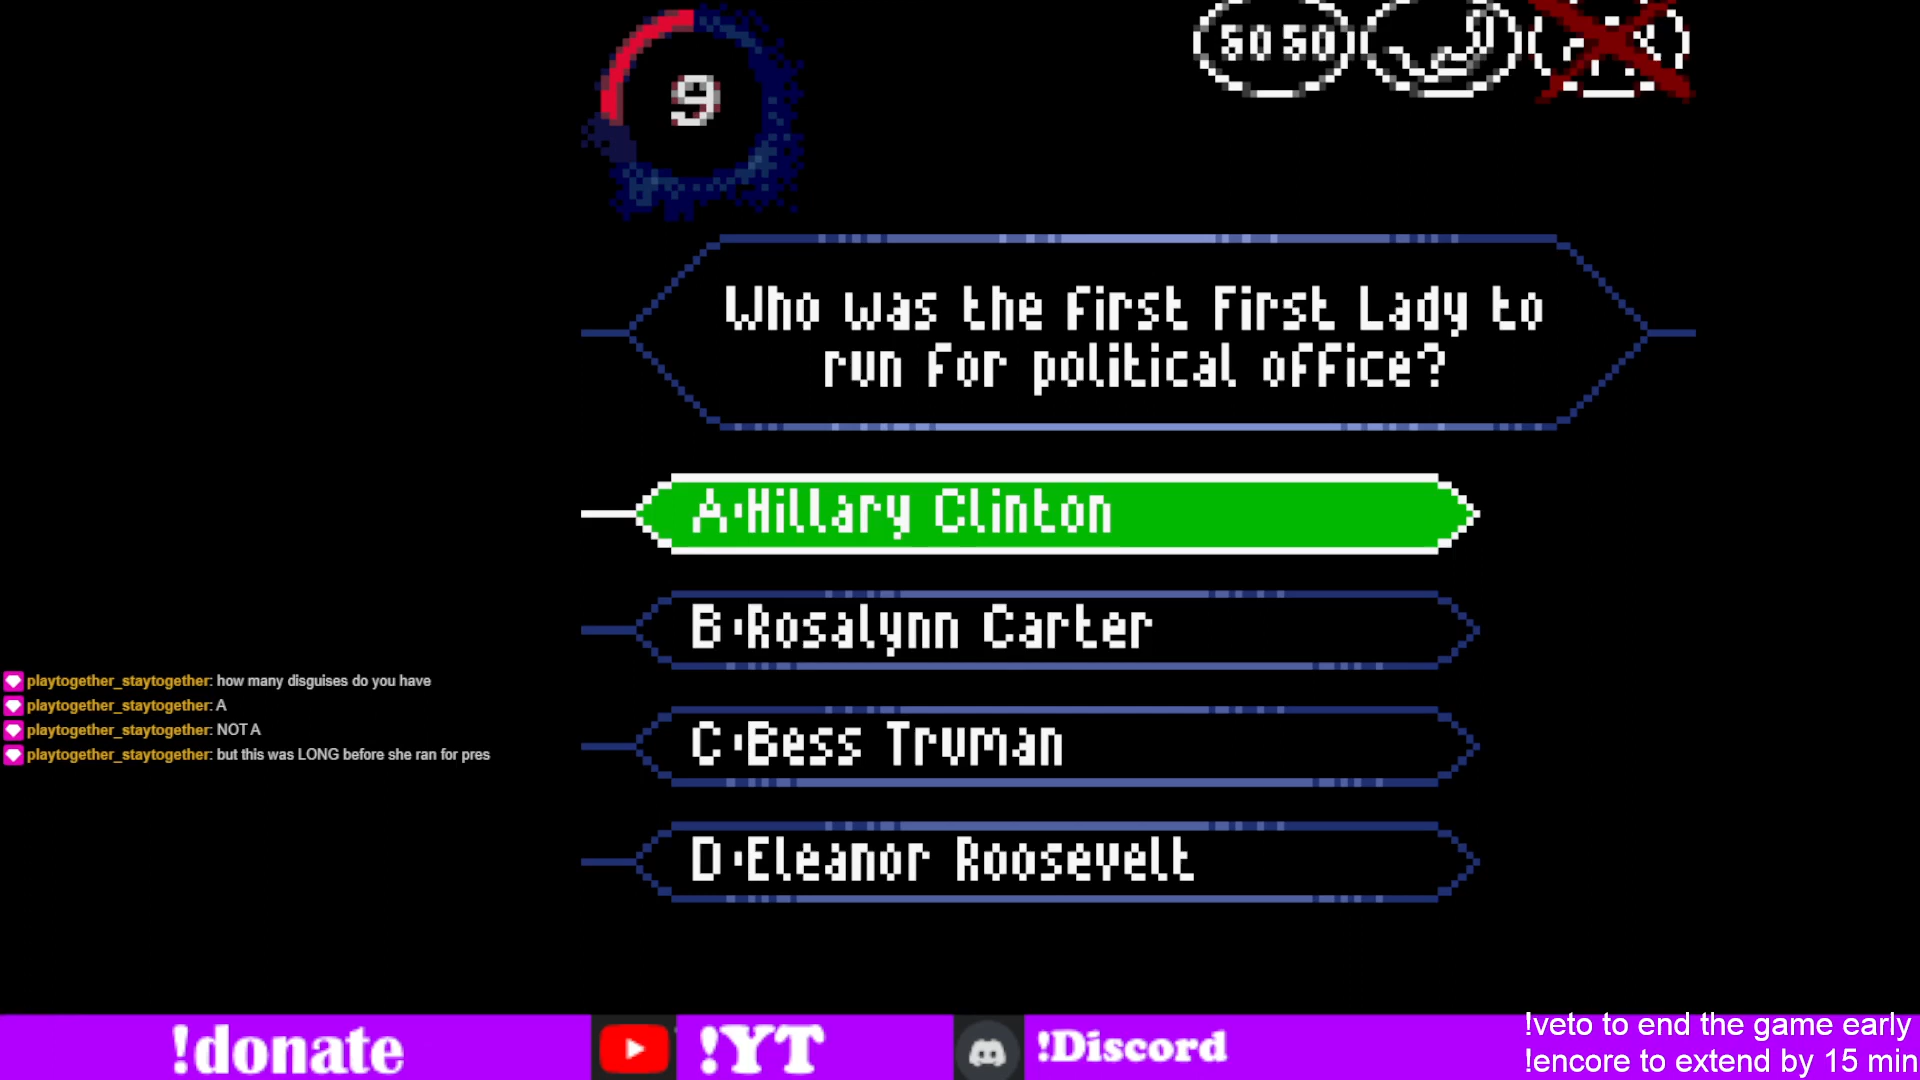 9
50 50
Who was the first First Lady to
run for political office?
A·Hillary Clinton
B·Rosalynn Carter
C·Bess Truman
D·Eleanor Roosevelt
playtogether_staytogether: how many disguises do you have
playtogether_staytogether: A
playtogether_staytogether: NOT A
playtogether_staytogether: but this was LONG before she ran for pres
!donate
!YT
!Discord
!veto to end the game early
!encore to extend by 15 min